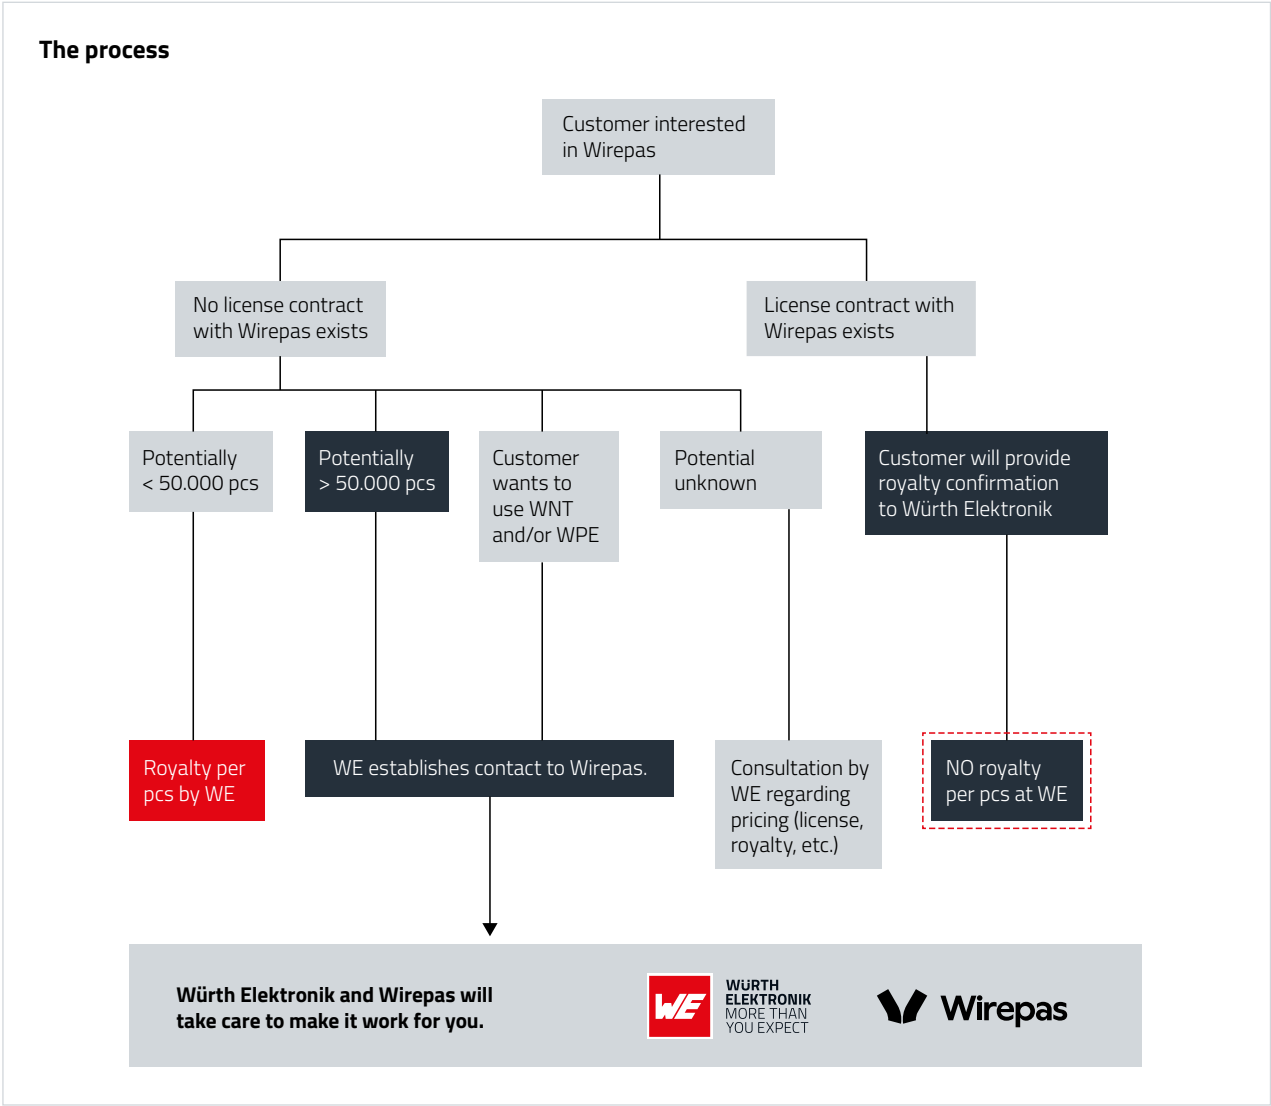 The process
Customer interested
in Wirepas
No license contract
with Wirepas exists
License contract with
Wirepas exists
Potentially
< 50.000 pcs
Potentially
> 50.000 pcs
Customer
wants to
use WNT
and/or WPE
Potential
unknown
Customer will provide
royalty confirmation
to Würth Elektronik
Royalty per
pcs by WE
WE establishes contact to Wirepas.
Consultation by
WE regarding
pricing (license,
royalty, etc.)
NO royalty
per pcs at WE
Würth Elektronik and Wirepas will
take care to make it work for you.
WE
WÜRTH
ELEKTRONIK
MORE THAN
YOU EXPECT
Wirepas